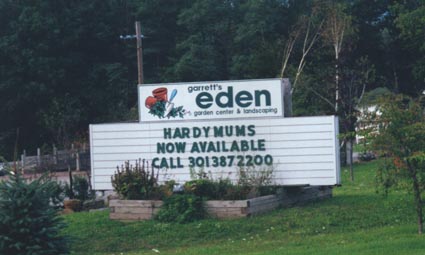 garrett's
eden
garden center & landscaping
HARDY MUMS
NOW AVAILABLE
CALL 3013872200